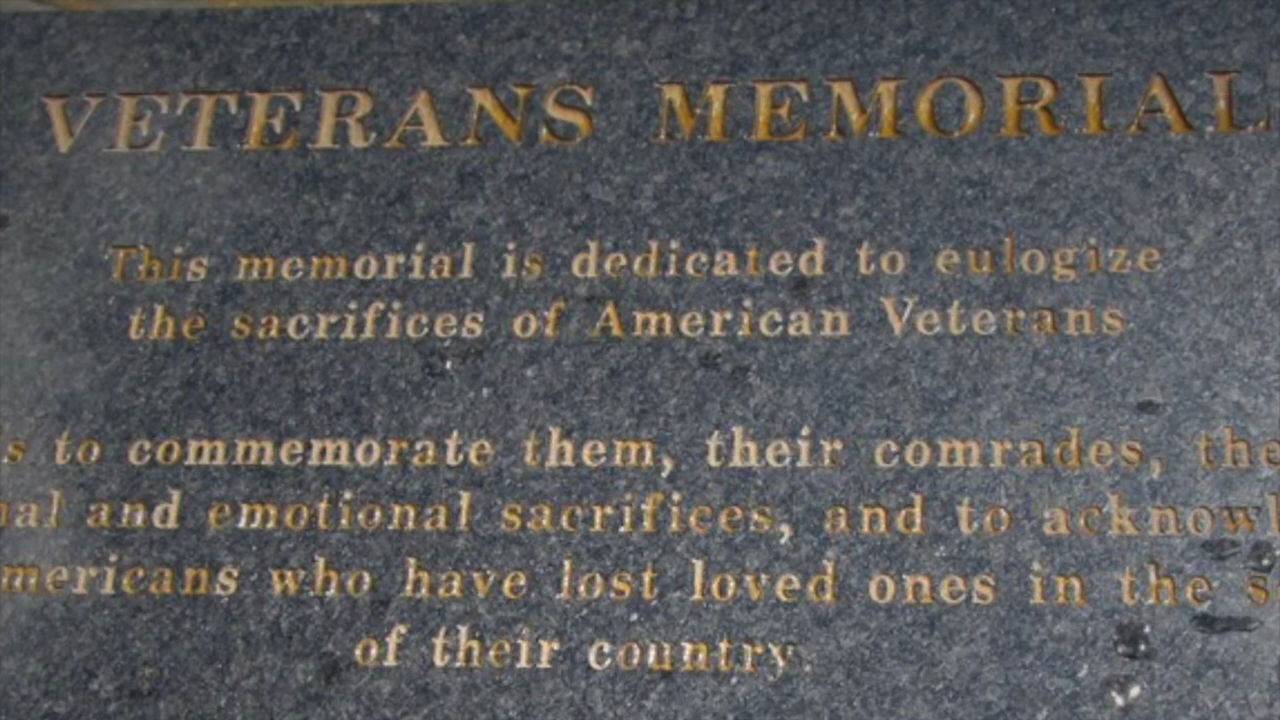 VETERANS MEMORIAL
This memorial is dedicated to eulogize
the sacrifices of American Veterans
to commemorate them, their comrades,
and emotional sacrifices, and to
who have lost loved ones in the
of their country.